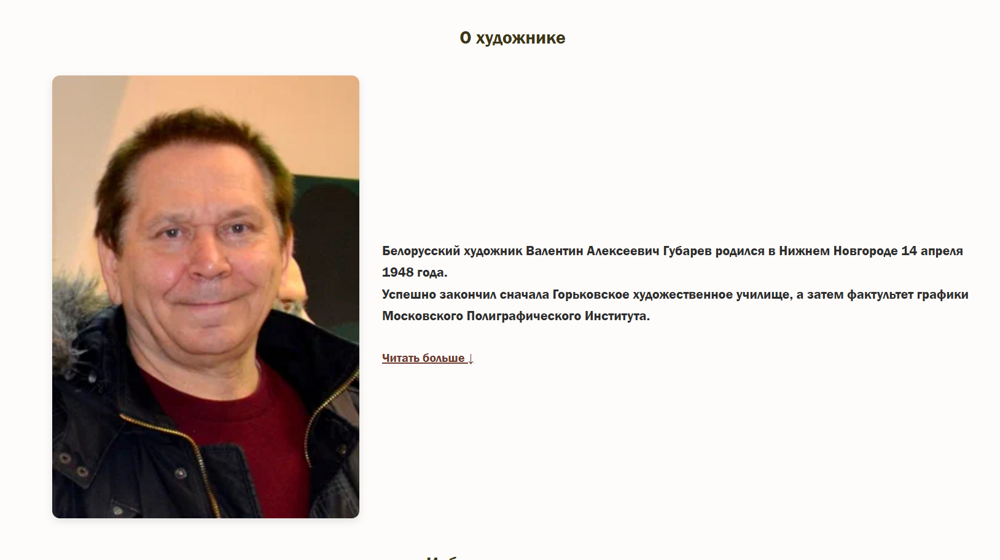 О художнике
Белорусский художник Валентин Алексеевич Губарев родился в Нижнем Новгороде 14 апреля
1948 года.
Успешно закончил сначала Горьковское художественное училище, а затем фактультет графики
Московского Полиграфического Института.
Читать больше ↓